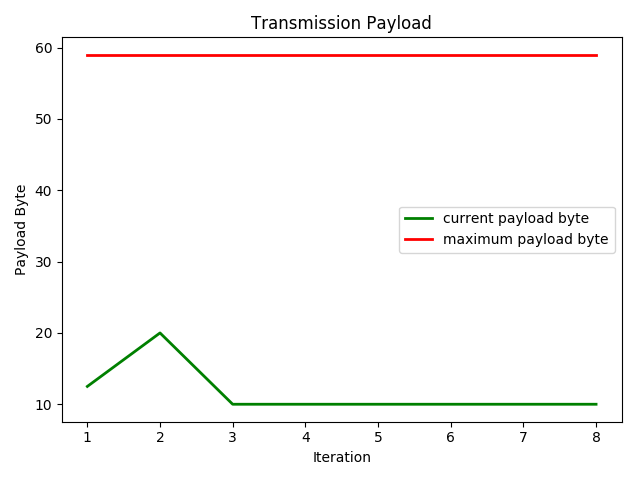 Transmission Payload
60
50
40
30
20
10
Payload Byte
current payload byte
maximum payload byte
1 2 3 4 5 6 7 8
Iteration